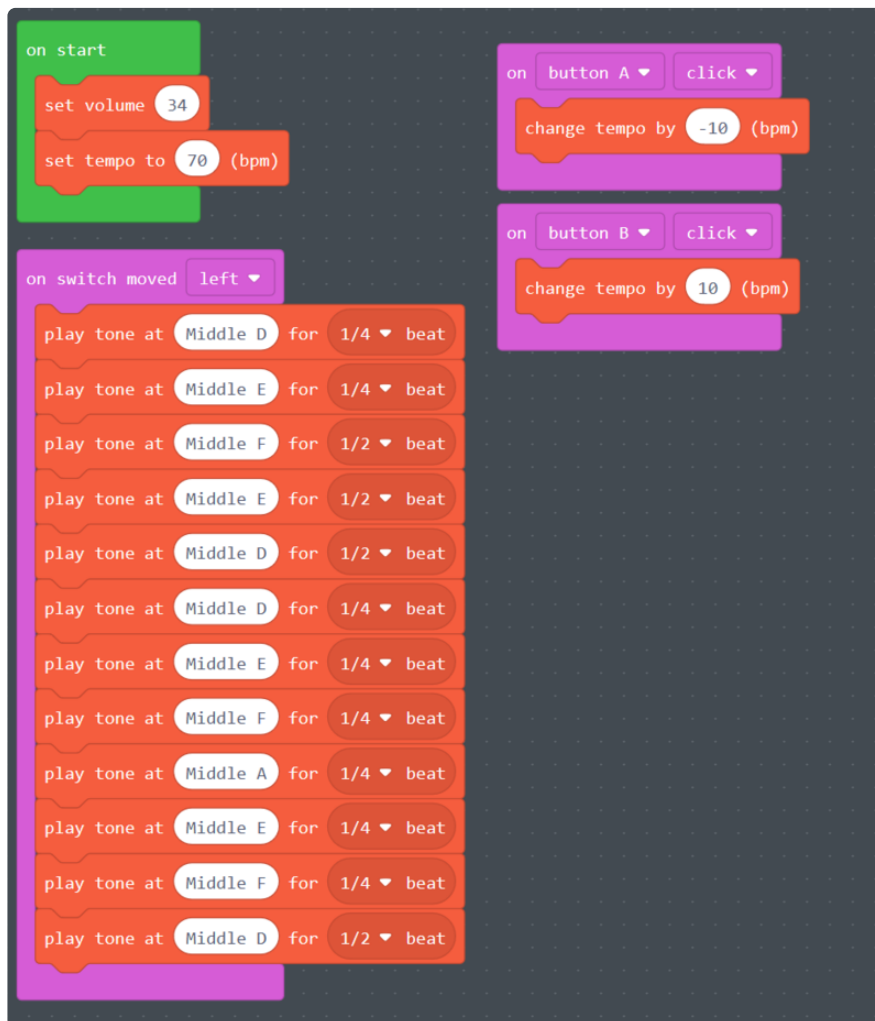 on start
set volume 34
set tempo to 70 (bpm)
on switch moved left
play tone at Middle D for 1/4 beat
play tone at Middle E for 1/4 beat
play tone at Middle F for 1/2 beat
play tone at Middle E for 1/2 beat
play tone at Middle D for 1/2 beat
play tone at Middle D for 1/4 beat
play tone at Middle E for 1/4 beat
play tone at Middle F for 1/4 beat
play tone at Middle A for 1/4 beat
play tone at Middle E for 1/4 beat
play tone at Middle F for 1/4 beat
play tone at Middle D for 1/2 beat
on button A click
change tempo by -10 (bpm)
on button B click
change tempo by 10 (bpm)